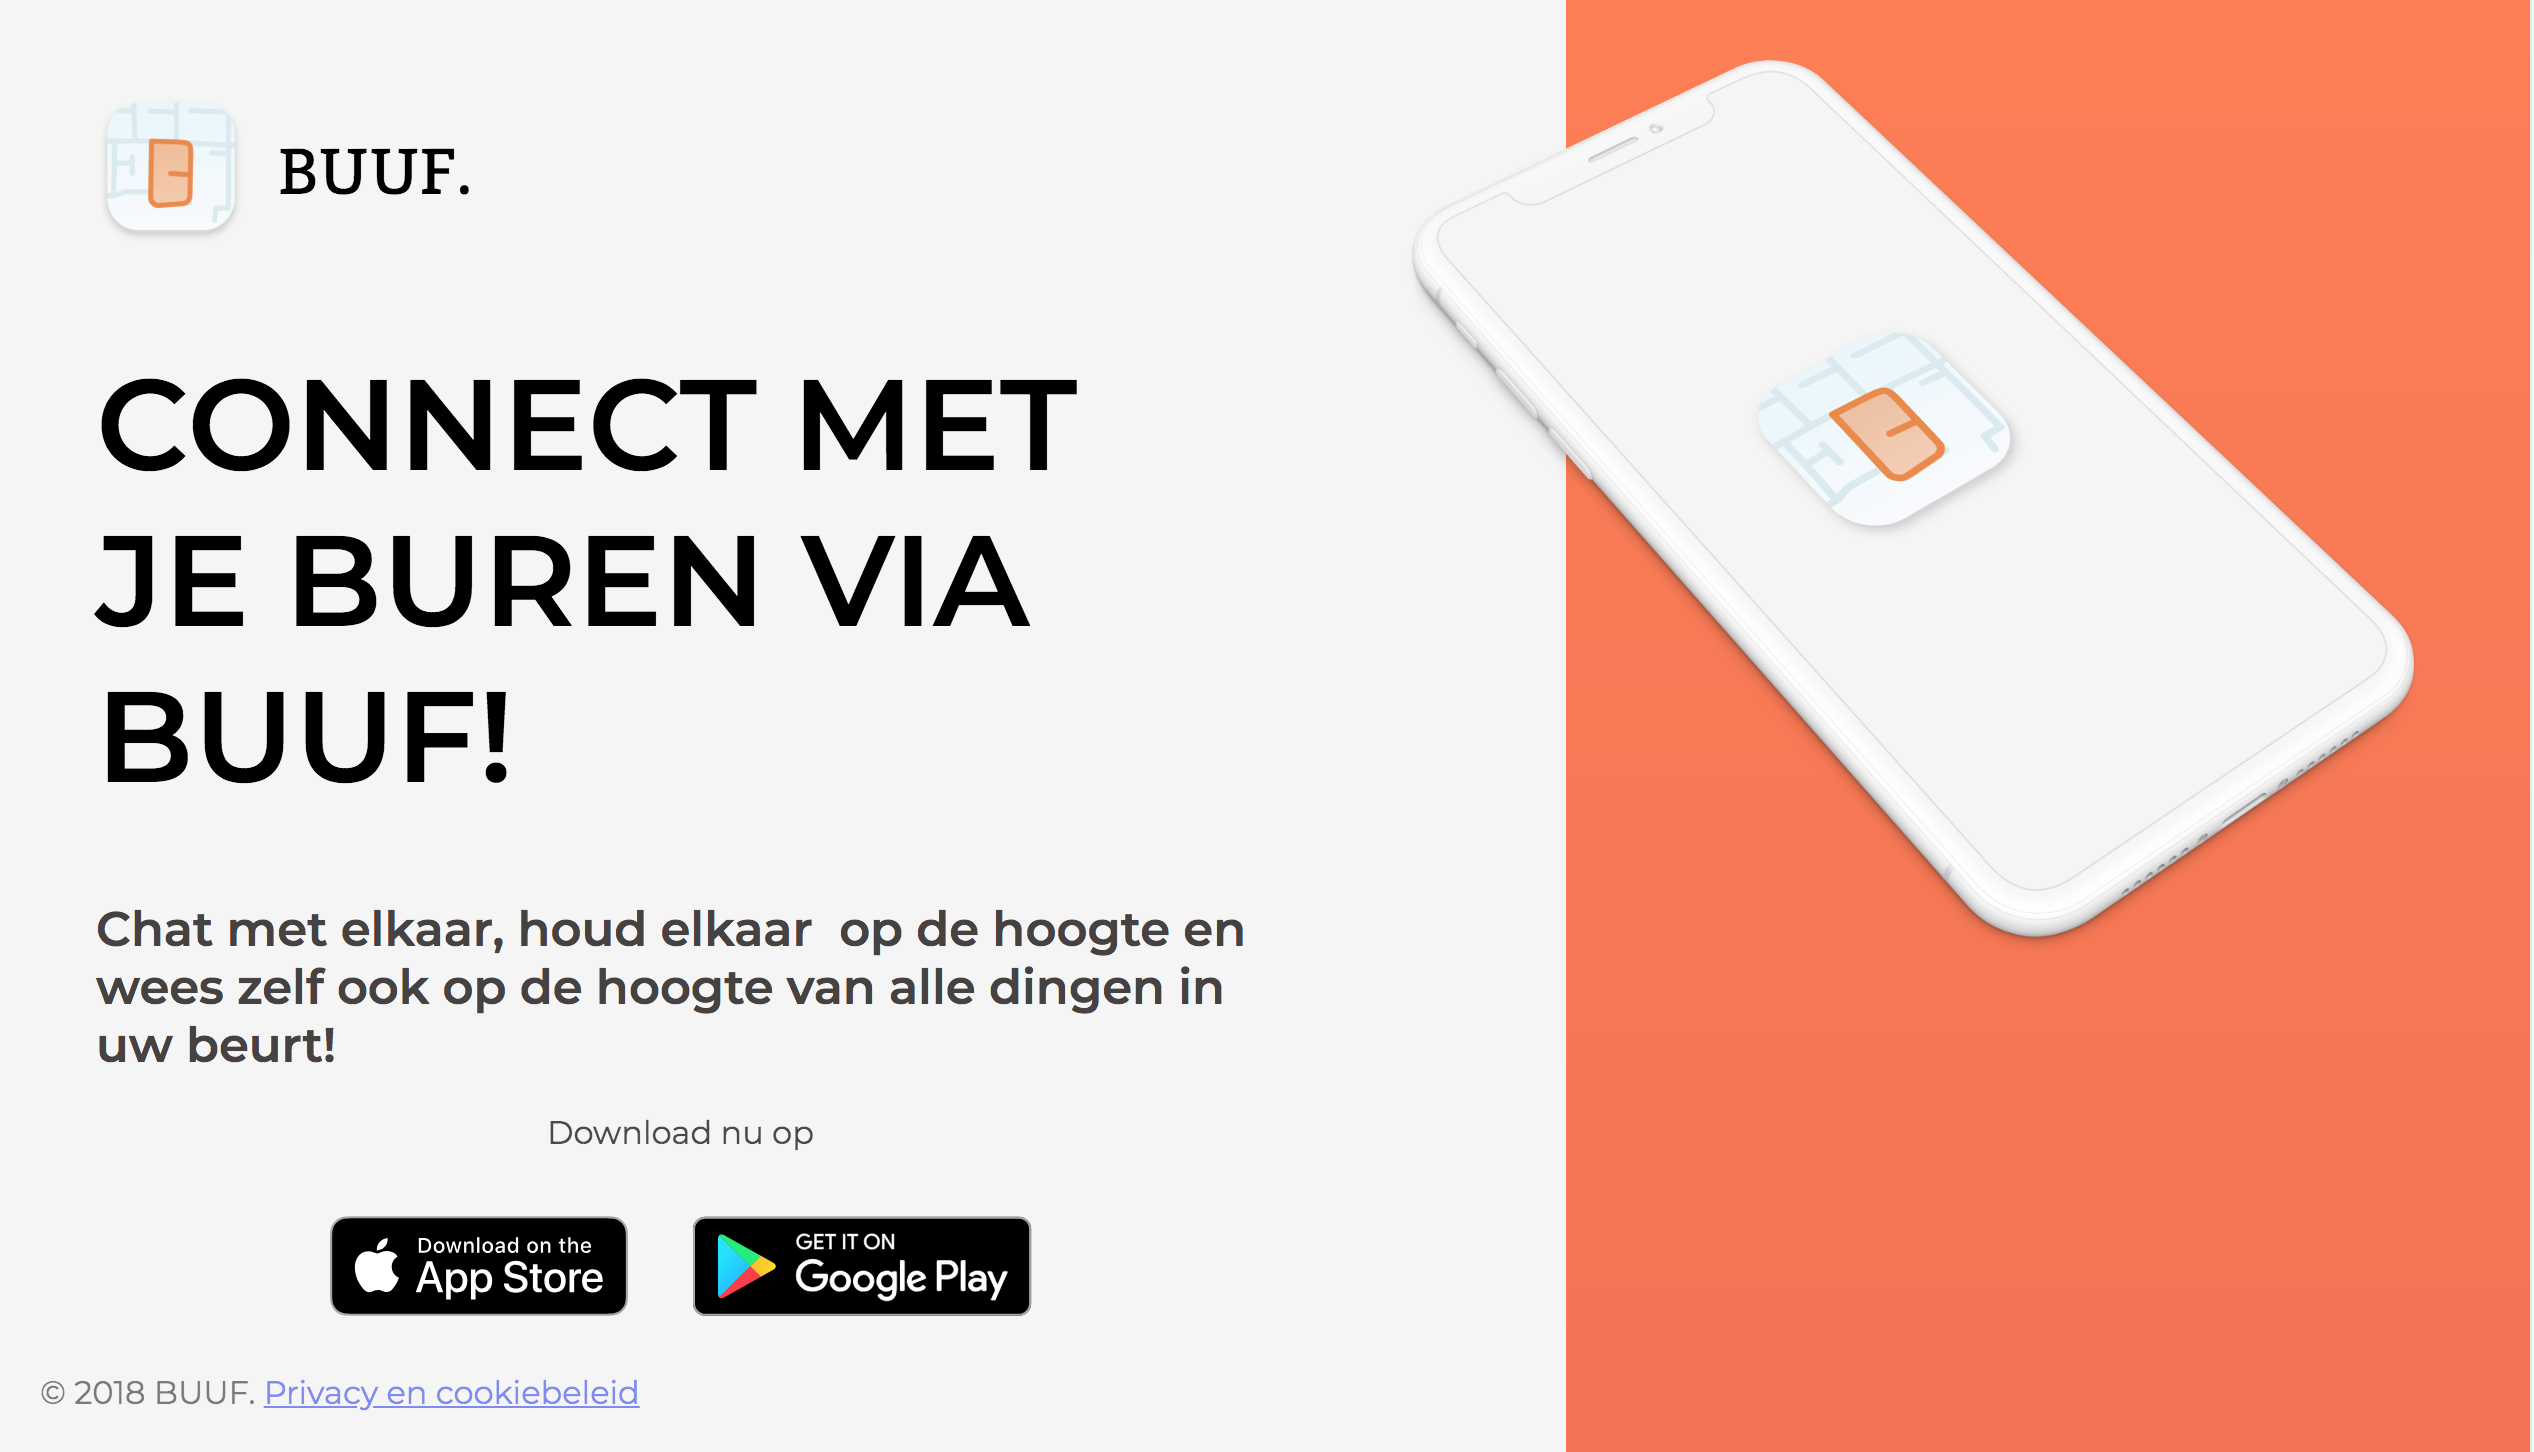 BUUF.
CONNECT MET
JE BUREN VIA
BUUF!
Chat met elkaar, houd elkaar  op de hoogte en
wees zelf ook op de hoogte van alle dingen in
uw beurt!
Download nu op
Download on the
App Store
GET IT ON
Google Play
© 2018 BUUF. Privacy en cookiebeleid